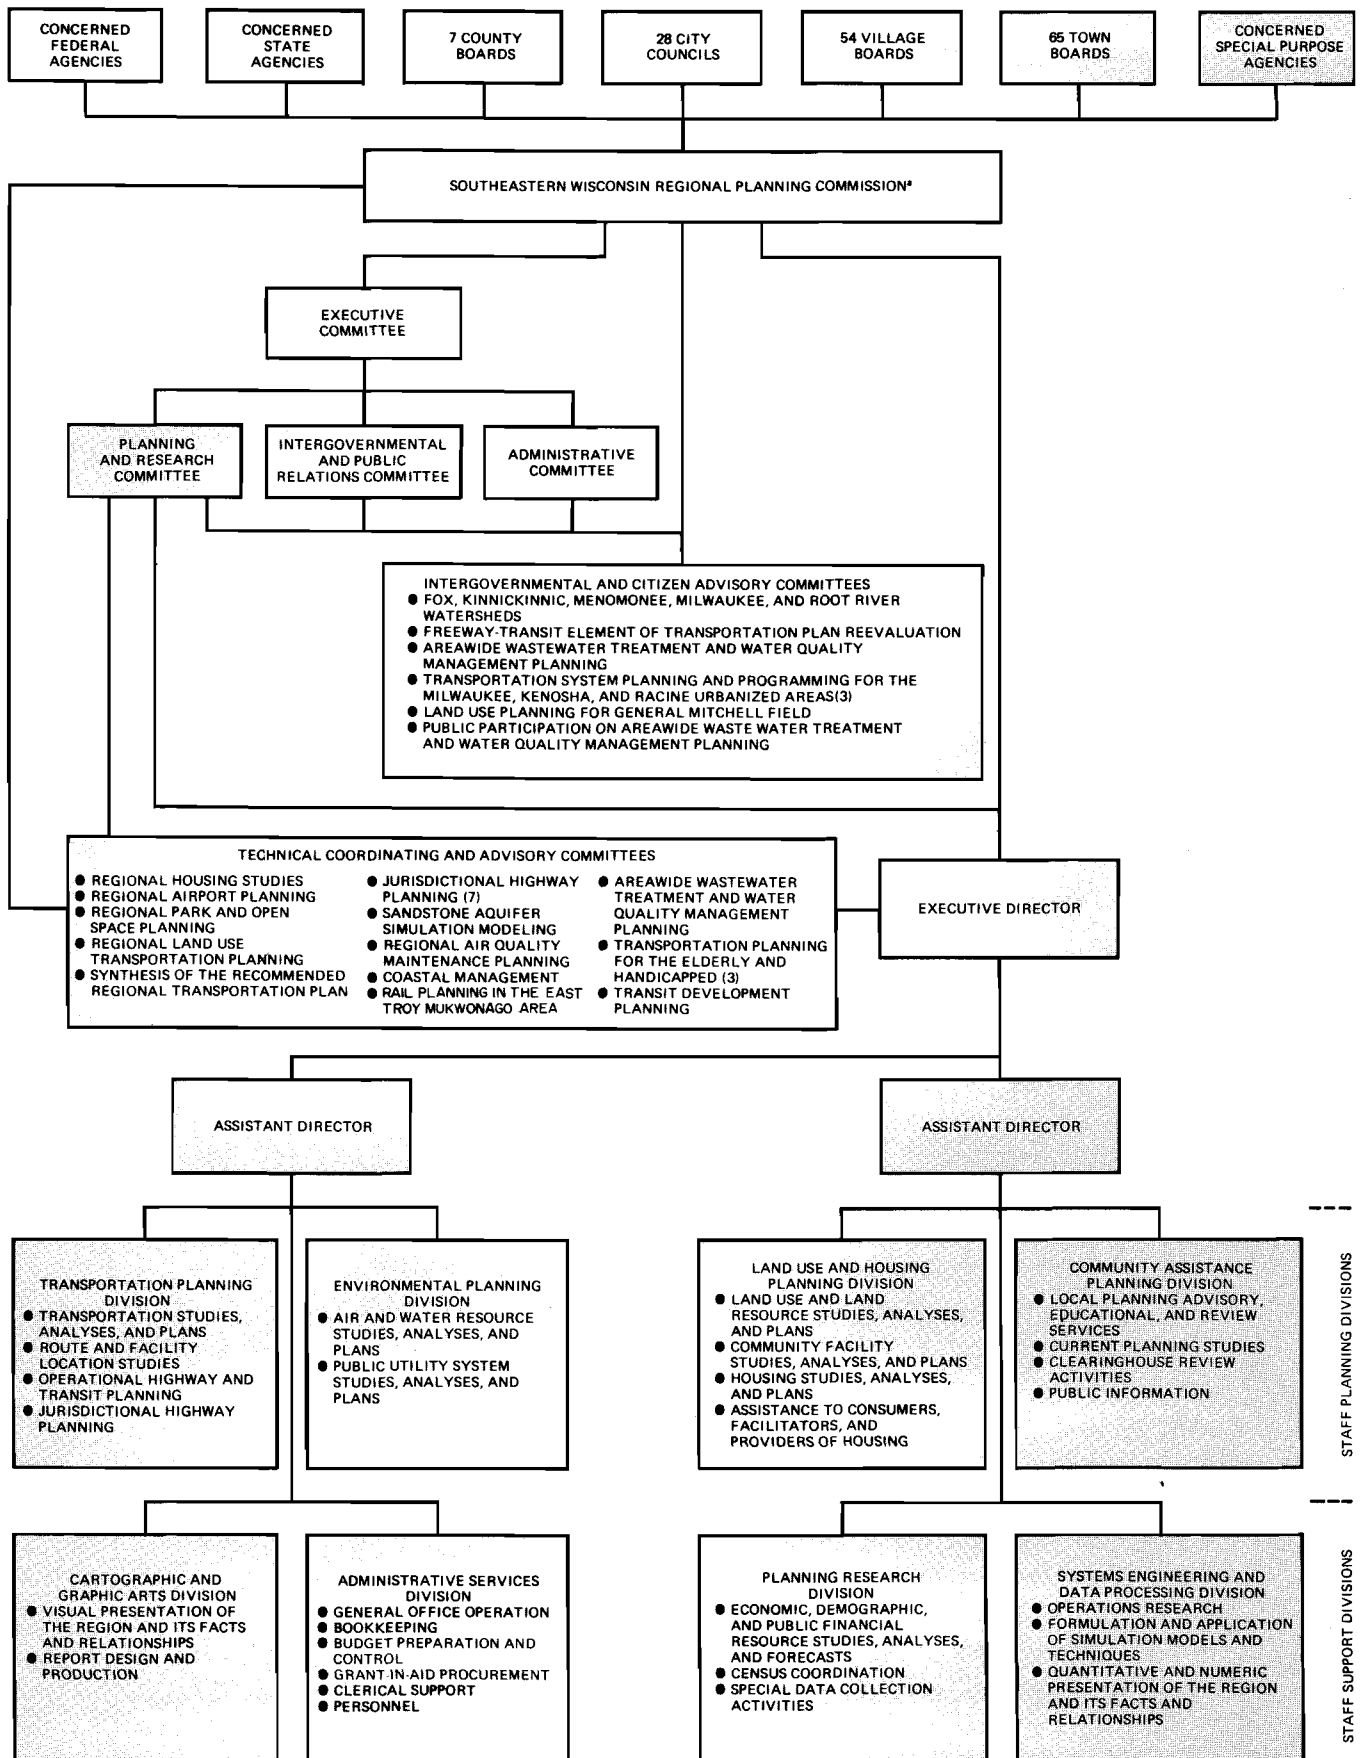 CONCERNED
FEDERAL
AGENCIES
CONCERNED
STATE
AGENCIES
7 COUNTY
BOARDS
28 CITY
COUNCILS
54 VILLAGE
BOARDS
65 TOWN
BOARDS
CONCERNED
SPECIAL PURPOSE
AGENCIES
SOUTHEASTERN WISCONSIN REGIONAL PLANNING COMMISSIONª
EXECUTIVE
COMMITTEE
PLANNING
AND RESEARCH
COMMITTEE
INTERGOVERNMENTAL
AND PUBLIC
RELATIONS COMMITTEE
ADMINISTRATIVE
COMMITTEE
INTERGOVERNMENTAL AND CITIZEN ADVISORY COMMITTEES
● FOX, KINNICKINNIC, MENOMONEE, MILWAUKEE, AND ROOT RIVER
WATERSHEDS
● FREEWAY-TRANSIT ELEMENT OF TRANSPORTATION PLAN REEVALUATION
● AREAWIDE WASTEWATER TREATMENT AND WATER QUALITY
MANAGEMENT PLANNING
● TRANSPORTATION SYSTEM PLANNING AND PROGRAMMING FOR THE
MILWAUKEE, KENOSHA, AND RACINE URBANIZED AREAS(3)
● LAND USE PLANNING FOR GENERAL MITCHELL FIELD
● PUBLIC PARTICIPATION ON AREAWIDE WASTE WATER TREATMENT
AND WATER QUALITY MANAGEMENT PLANNING
TECHNICAL COORDINATING AND ADVISORY COMMITTEES
● REGIONAL HOUSING STUDIES
● REGIONAL AIRPORT PLANNING
● REGIONAL PARK AND OPEN
SPACE PLANNING
● REGIONAL LAND USE
TRANSPORTATION PLANNING
● SYNTHESIS OF THE RECOMMENDED
REGIONAL TRANSPORTATION PLAN
● JURISDICTIONAL HIGHWAY
PLANNING (7)
● SANDSTONE AQUIFER
SIMULATION MODELING
● REGIONAL AIR QUALITY
MAINTENANCE PLANNING
● COASTAL MANAGEMENT
● RAIL PLANNING IN THE EAST
TROY MUKWONAGO AREA
● AREAWIDE WASTEWATER
TREATMENT AND WATER
QUALITY MANAGEMENT
PLANNING
● TRANSPORTATION PLANNING
FOR THE ELDERLY AND
HANDICAPPED (3)
● TRANSIT DEVELOPMENT
PLANNING
EXECUTIVE DIRECTOR
ASSISTANT DIRECTOR
ASSISTANT DIRECTOR
TRANSPORTATION PLANNING
DIVISION
● TRANSPORTATION STUDIES,
ANALYSES, AND PLANS
● ROUTE AND FACILITY
LOCATION STUDIES
● OPERATIONAL HIGHWAY AND
TRANSIT PLANNING
● JURISDICTIONAL HIGHWAY
PLANNING
ENVIRONMENTAL PLANNING
DIVISION
● AIR AND WATER RESOURCE
STUDIES, ANALYSES, AND
PLANS
● PUBLIC UTILITY SYSTEM
STUDIES, ANALYSES, AND
PLANS
LAND USE AND HOUSING
PLANNING DIVISION
● LAND USE AND LAND
RESOURCE STUDIES, ANALYSES,
AND PLANS
● COMMUNITY FACILITY
STUDIES, ANALYSES, AND PLANS
● HOUSING STUDIES, ANALYSES,
AND PLANS
● ASSISTANCE TO CONSUMERS,
FACILITATORS, AND
PROVIDERS OF HOUSING
COMMUNITY ASSISTANCE
PLANNING DIVISION
● LOCAL PLANNING ADVISORY,
EDUCATIONAL, AND REVIEW
SERVICES
● CURRENT PLANNING STUDIES
● CLEARINGHOUSE REVIEW
ACTIVITIES
● PUBLIC INFORMATION
STAFF PLANNING DIVISIONS
CARTOGRAPHIC AND
GRAPHIC ARTS DIVISION
● VISUAL PRESENTATION OF
THE REGION AND ITS FACTS
AND RELATIONSHIPS
● REPORT DESIGN AND
PRODUCTION
ADMINISTRATIVE SERVICES
DIVISION
● GENERAL OFFICE OPERATION
● BOOKKEEPING
● BUDGET PREPARATION AND
CONTROL
● GRANT-IN-AID PROCUREMENT
● CLERICAL SUPPORT
● PERSONNEL
PLANNING RESEARCH
DIVISION
● ECONOMIC, DEMOGRAPHIC,
AND PUBLIC FINANCIAL
RESOURCE STUDIES, ANALYSES,
AND FORECASTS
● CENSUS COORDINATION
● SPECIAL DATA COLLECTION
ACTIVITIES
SYSTEMS ENGINEERING AND
DATA PROCESSING DIVISION
● OPERATIONS RESEARCH
● FORMULATION AND APPLICATION
OF SIMULATION MODELS AND
TECHNIQUES
● QUANTITATIVE AND NUMERIC
PRESENTATION OF THE REGION
AND ITS FACTS AND
RELATIONSHIPS
STAFF SUPPORT DIVISIONS